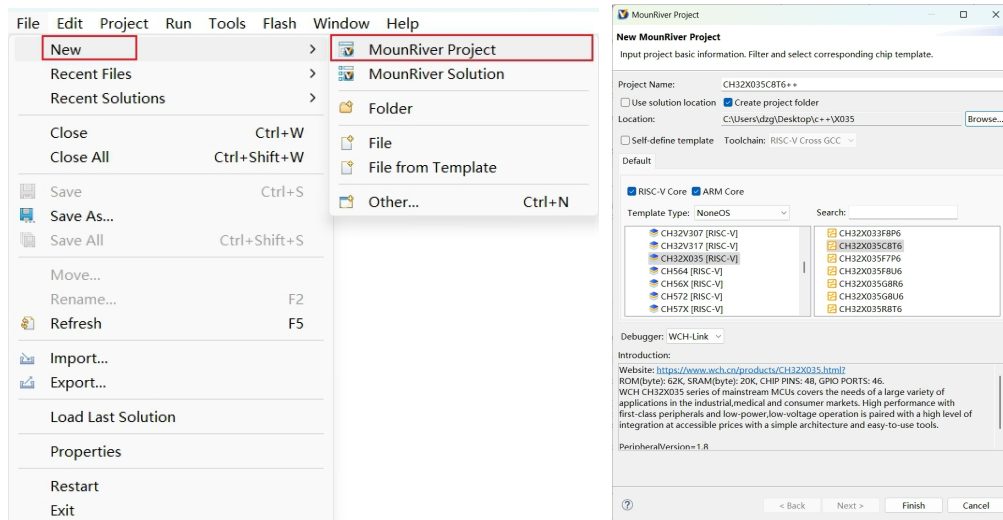 File Edit Project Run Tools Flash Window Help
New >
Recent Files >
Recent Solutions >
Close Ctrl+W
Close All Ctrl+Shift+W
Save Ctrl+S
Save As...
Save All Ctrl+Shift+S
Move...
Rename... F2
Refresh F5
Import...
Export...
Load Last Solution
Properties
Restart
Exit
MounRiver Project
MounRiver Solution
Folder
File
File from Template
Other... Ctrl+N
MounRiver Project
New MounRiver Project
Input project basic information. Filter and select corresponding chip template.
Project Name: CH32X035C8T6++
Use solution location Create project folder
Location: C:\Users\dzg\Desktop\c++\X035 Browse...
Self-define template Toolchain: RISC-V Cross GCC
Default
RISC-V Core ARM Core
Template Type: NoneOS Search:
CH32V307 [RISC-V]
CH32V317 [RISC-V]
CH32X035 [RISC-V]
CH564 [RISC-V]
CH56X [RISC-V]
CH572 [RISC-V]
CH57X [RISC-V]
CH32X033F8P6
CH32X035C8T6
CH32X035F7P6
CH32X035F8U6
CH32X035G8R6
CH32X035G8U6
CH32X035R8T6
Debugger: WCH-Link
Introduction:
Website: https://www.wch.cn/products/CH32X035.html?
ROM(byte): 62K, SRAM(byte): 20K, CHIP PINS: 48, GPIO PORTS: 46.
WCH CH32X035 series of mainstream MCUs covers the needs of a large variety of
applications in the industrial,medical and consumer markets. High performance with
first-class peripherals and low-power,low-voltage operation is paired with a high level of
integration at accessible prices with a simple architecture and easy-to-use tools.
PeripheralVersion=1.8
< Back Next > Finish Cancel